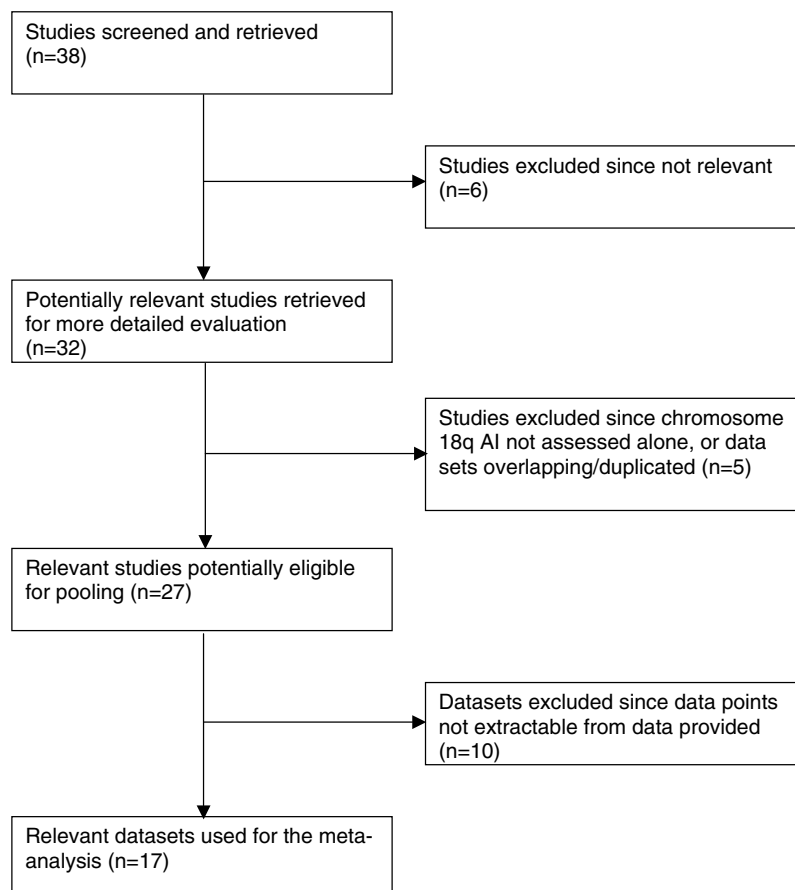 Studies screened and retrieved
(n=38)
Studies excluded since not relevant
(n=6)
Potentially relevant studies retrieved
for more detailed evaluation
(n=32)
Studies excluded since chromosome
18q AI not assessed alone, or data
sets overlapping/duplicated (n=5)
Relevant studies potentially eligible
for pooling (n=27)
Datasets excluded since data points
not extractable from data provided
(n=10)
Relevant datasets used for the meta-
analysis (n=17)